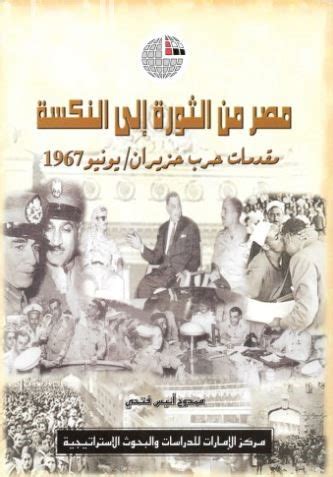 مصر من الثورة إلى النكسة
مقدمات حرب حزيران/يونيو 1967
ممدوح أنيس فتحي
مركز الإمارات للدراسات والبحوث الاستراتيجية